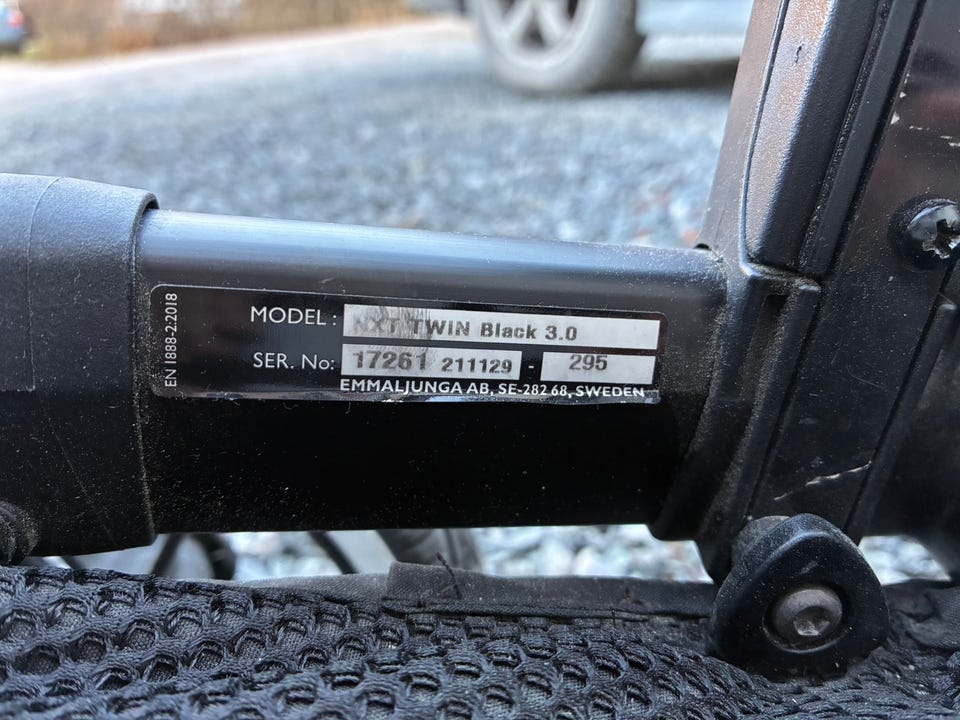 EN 1888-2:2018
MODEL : NXT TWIN Black 3.0
SER. No: 17261 211129 - 295
EMMALJUNGA AB, SE-282 68, SWEDEN